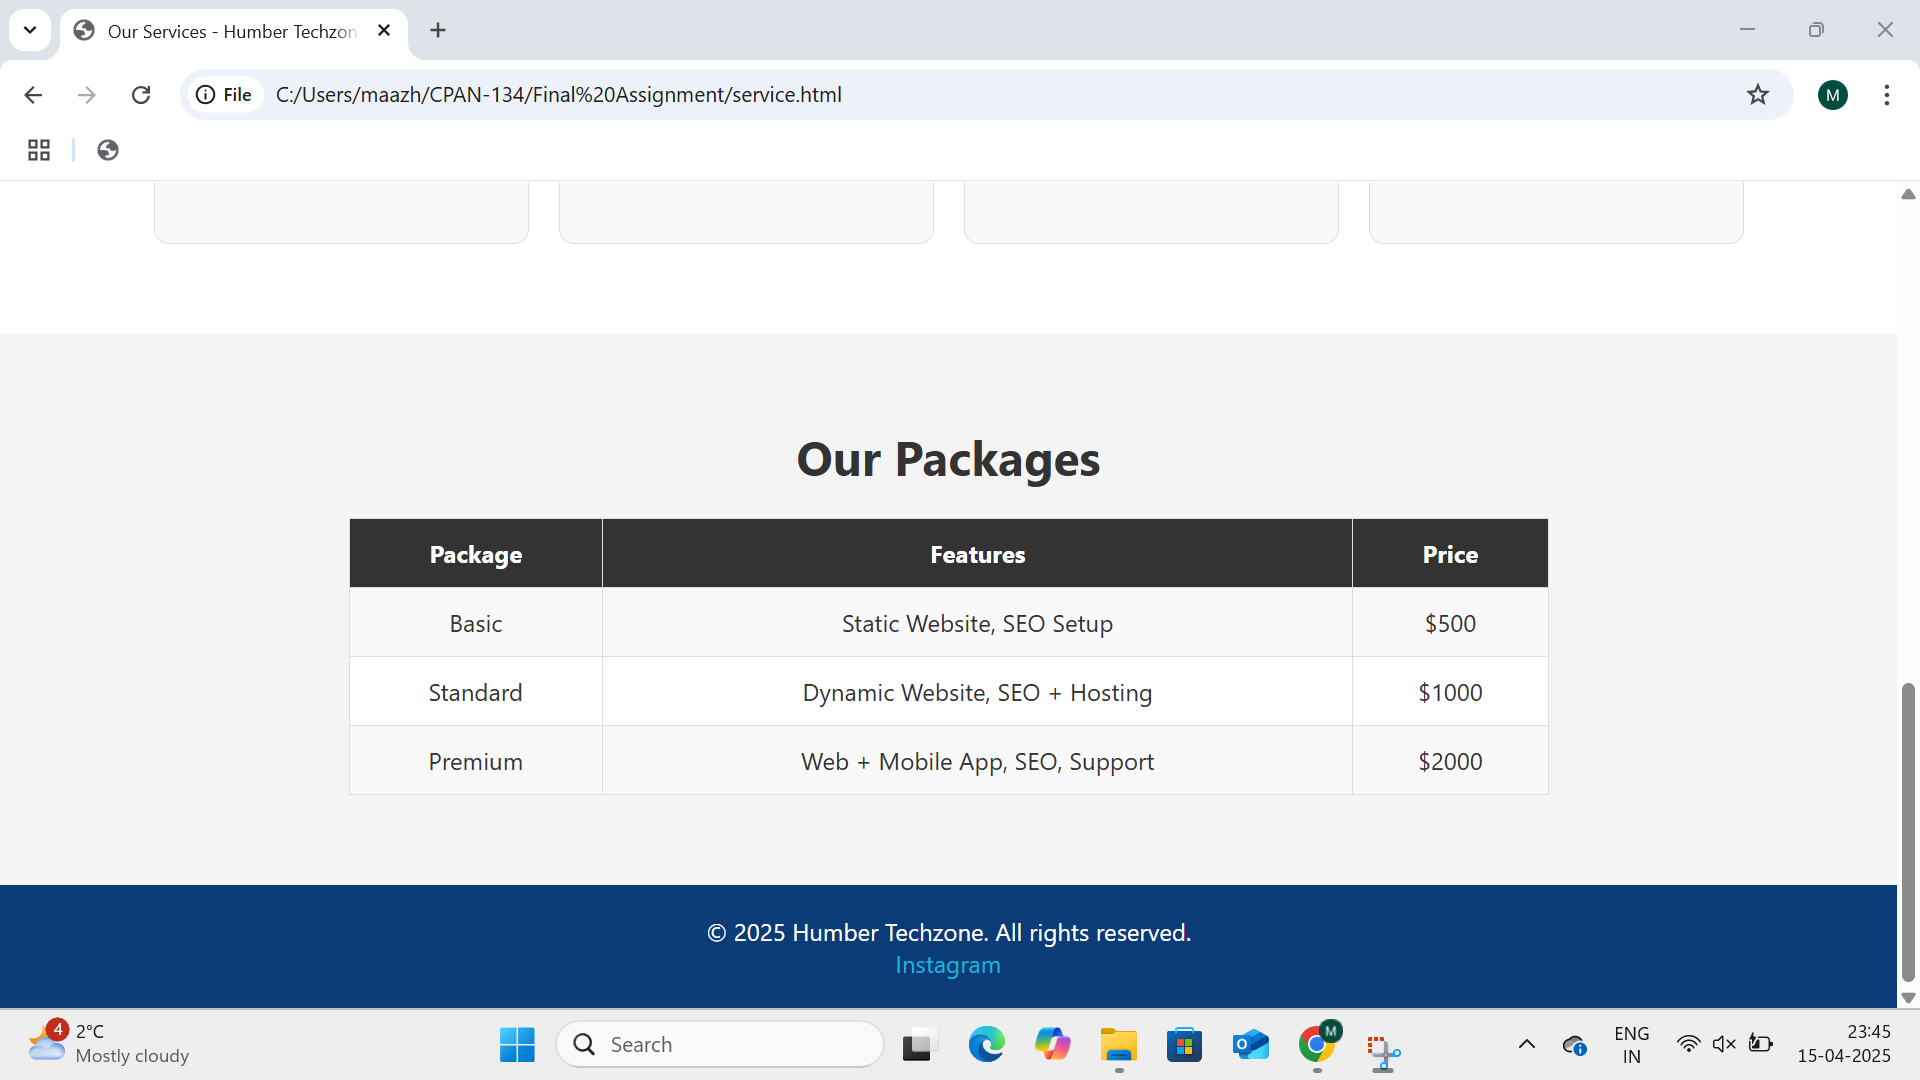 Our Services - Humber Techzon
File C:/Users/maazh/CPAN-134/Final%20Assignment/service.html
M
Our Packages
Package Features Price
Basic Static Website, SEO Setup $500
Standard Dynamic Website, SEO + Hosting $1000
Premium Web + Mobile App, SEO, Support $2000
© 2025 Humber Techzone. All rights reserved.
Instagram
4 2°C
Mostly cloudy
Search
M
ENG
IN
23:45
15-04-2025